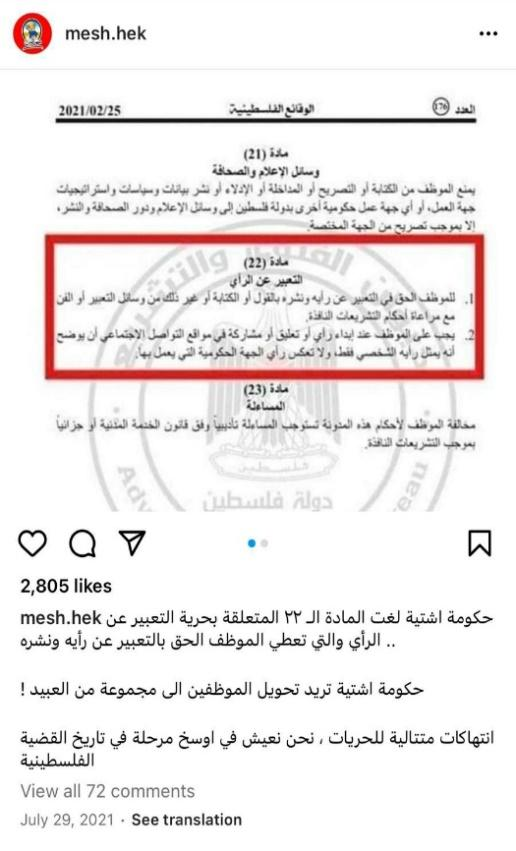 mesh.hek
العدد 176 الوقائع الفلسطينية 2021/02/25
مادة (21)
وسائل الإعلام والصحافة
يمنع الموظف من الكتابة أو التصريح أو المداخلة أو الإدلاء أو نشر بيانات وسياسات واستراتيجيات
جهة العمل، أو أي جهة عمل حكومية أخرى بدولة فلسطين إلى وسائل الإعلام ودور الصحافة والنشر،
إلا بموجب تصريح من الجهة المختصة.
مادة (22)
التعبير عن الرأي
1. للموظف الحق في التعبير عن رأيه ونشره بالقول أو الكتابة أو غير ذلك من وسائل التعبير أو الفن
مع مراعاة أحكام التشريعات النافذة.
2. يجب على الموظف عند إبداء رأي أو تعليق أو مشاركة في مواقع التواصل الاجتماعي أن يوضح
أنه يمثل رأيه الشخصي فقط، ولا تعكس رأي الجهة الحكومية التي يعمل بها.
مادة (23)
المساءلة
مخالفة الموظف لأحكام هذه المدونة تستوجب المساءلة تأديبياً وفق قانون الخدمة المدنية أو جزائياً
بموجب التشريعات النافذة.
دولة فلسطين
2,805 likes
mesh.hek حكومة اشتية لغت المادة الـ ٢٢ المتعلقة بحرية التعبير عن
الرأي والتي تعطي الموظف الحق بالتعبير عن رأيه ونشره ..
حكومة اشتية تريد تحويل الموظفين الى مجموعة من العبيد !
انتهاكات متتالية للحريات ، نحن نعيش في اوسخ مرحلة في تاريخ القضية
الفلسطينية
View all 72 comments
July 29, 2021 · See translation